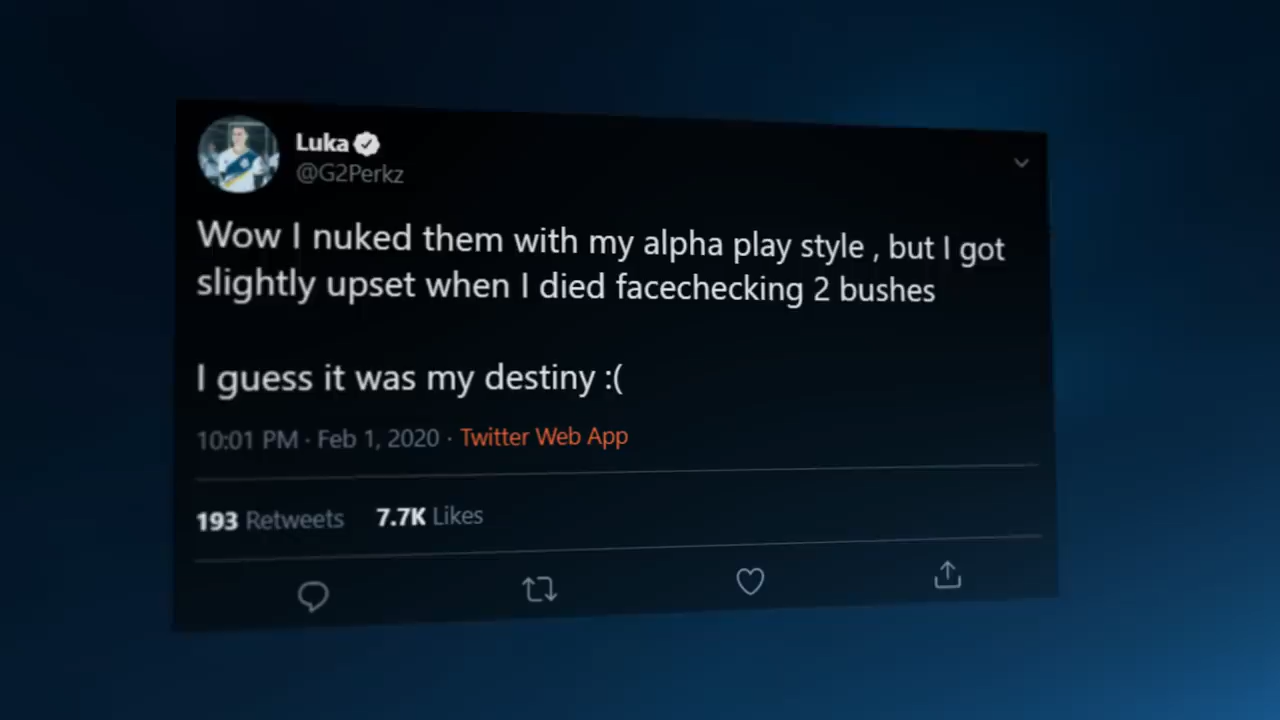 Luka
@G2Perkz
Wow I nuked them with my alpha play style , but I got
slightly upset when I died facechecking 2 bushes
I guess it was my destiny :(
10:01 PM · Feb 1, 2020 · Twitter Web App
193 Retweets 7.7K Likes